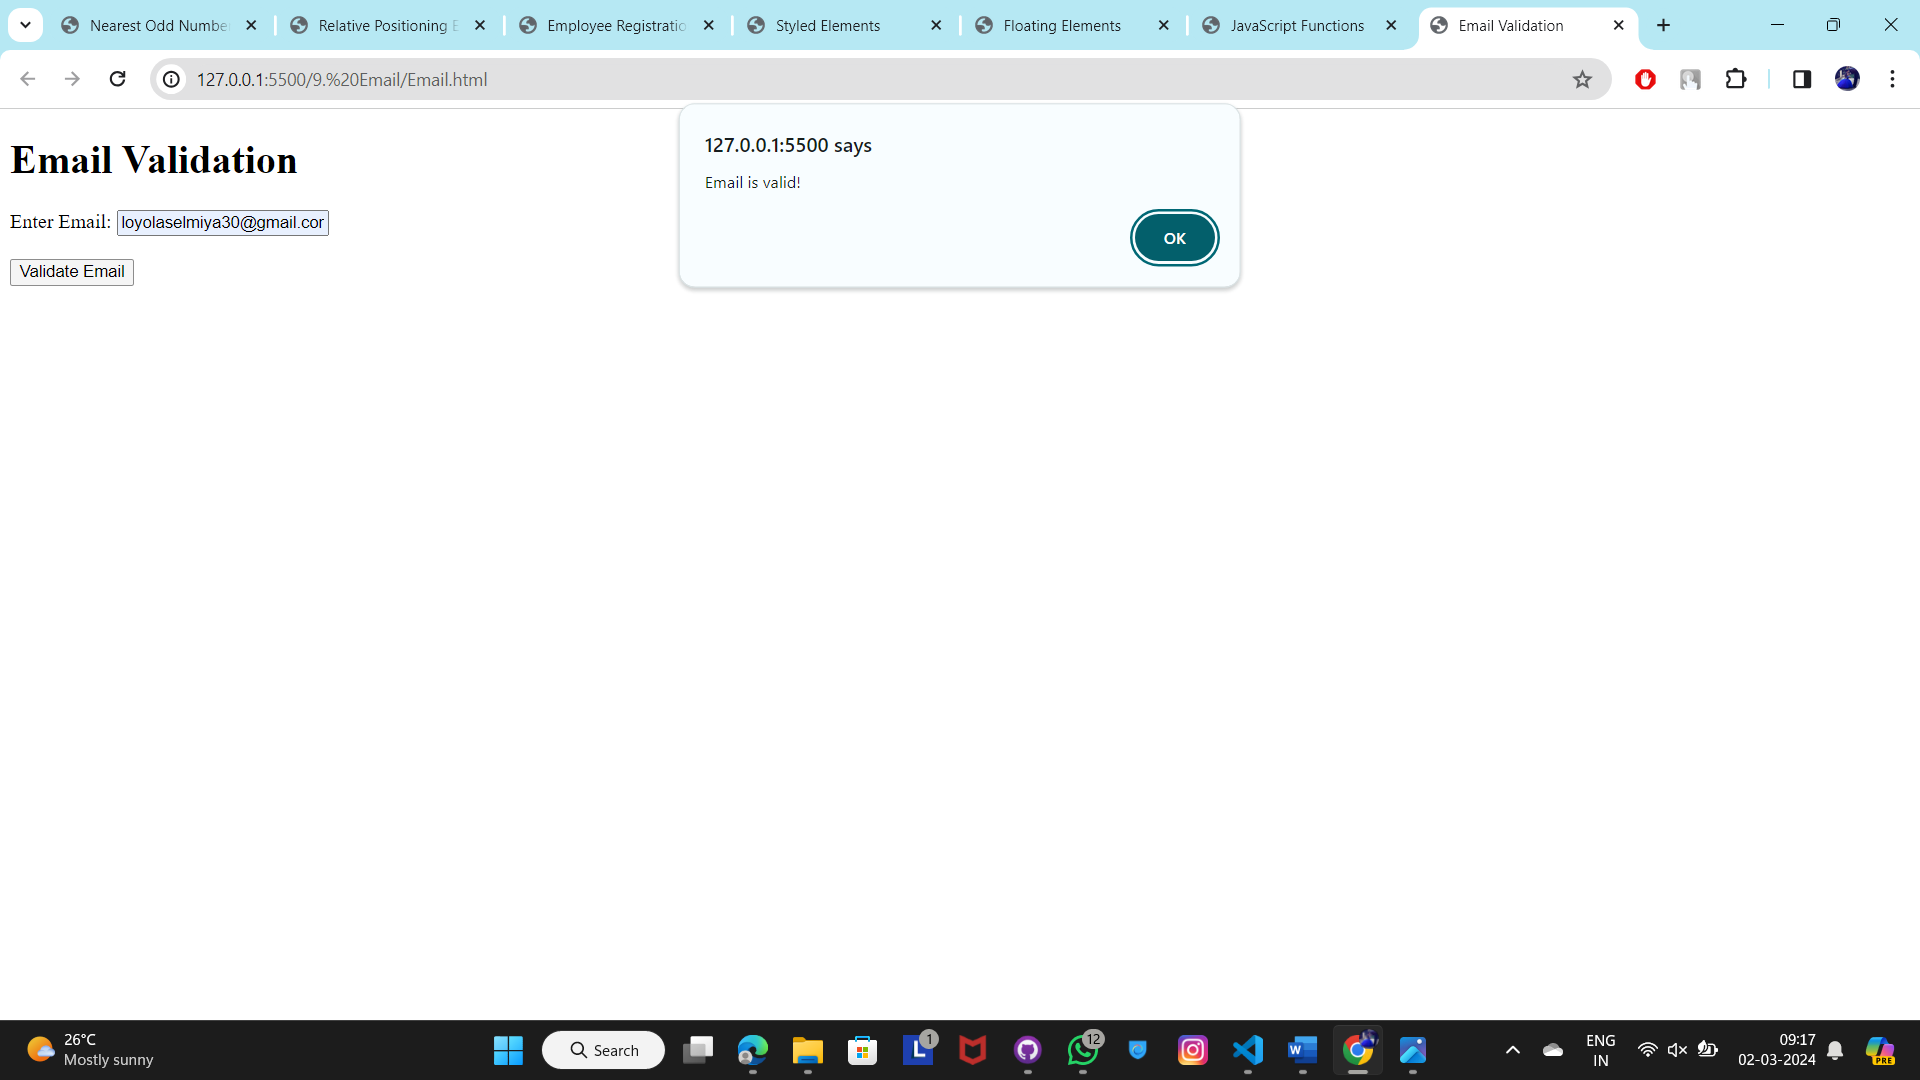 Nearest Odd Number
Relative Positioning E
Employee Registratio
Styled Elements
Floating Elements
JavaScript Functions
Email Validation
127.0.0.1:5500/9.%20Email/Email.html
Email Validation
Enter Email: loyolaselmiya30@gmail.cor
Validate Email
127.0.0.1:5500 says
Email is valid!
OK
26°C
Mostly sunny
Search
L
1
12
W
ENG
IN
09:17
02-03-2024
PRE